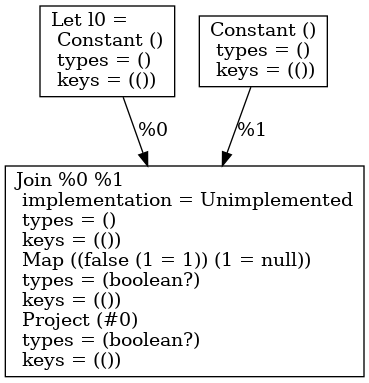 Let l0 =
Constant ()
types = ()
keys = (())
Constant ()
types = ()
keys = (())
%0
%1
Join %0 %1
implementation = Unimplemented
types = ()
keys = (())
Map ((false (1 = 1)) (1 = null))
types = (boolean?)
keys = (())
Project (#0)
types = (boolean?)
keys = (())